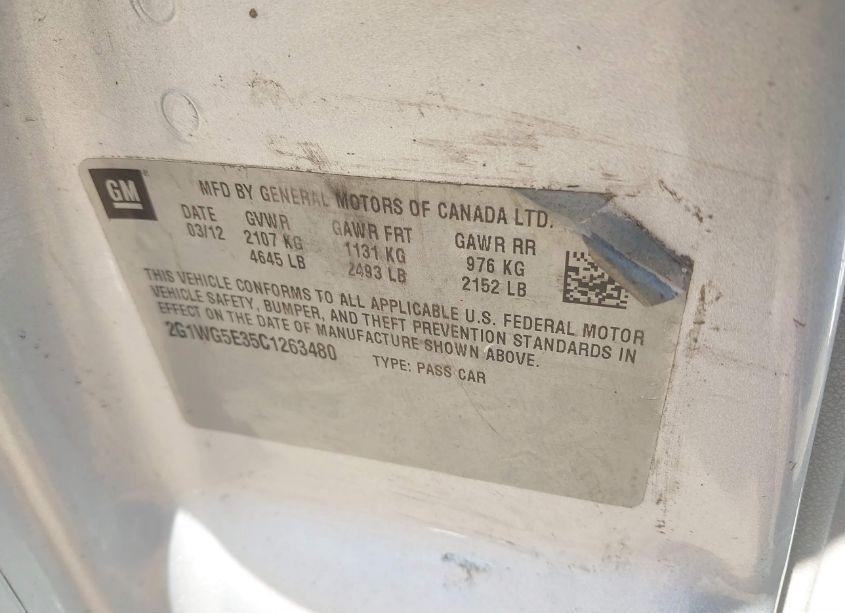 GM
MFD BY GENERAL MOTORS OF CANADA LTD.
DATE GVWR GAWR FRT GAWR RR
03/12 2107 KG 1131 KG 976 KG
4645 LB 2493 LB 2152 LB
THIS VEHICLE CONFORMS TO ALL APPLICABLE U.S. FEDERAL MOTOR
VEHICLE SAFETY, BUMPER, AND THEFT PREVENTION STANDARDS IN
EFFECT ON THE DATE OF MANUFACTURE SHOWN ABOVE.
2G1WG5E35C1263480 TYPE: PASS CAR